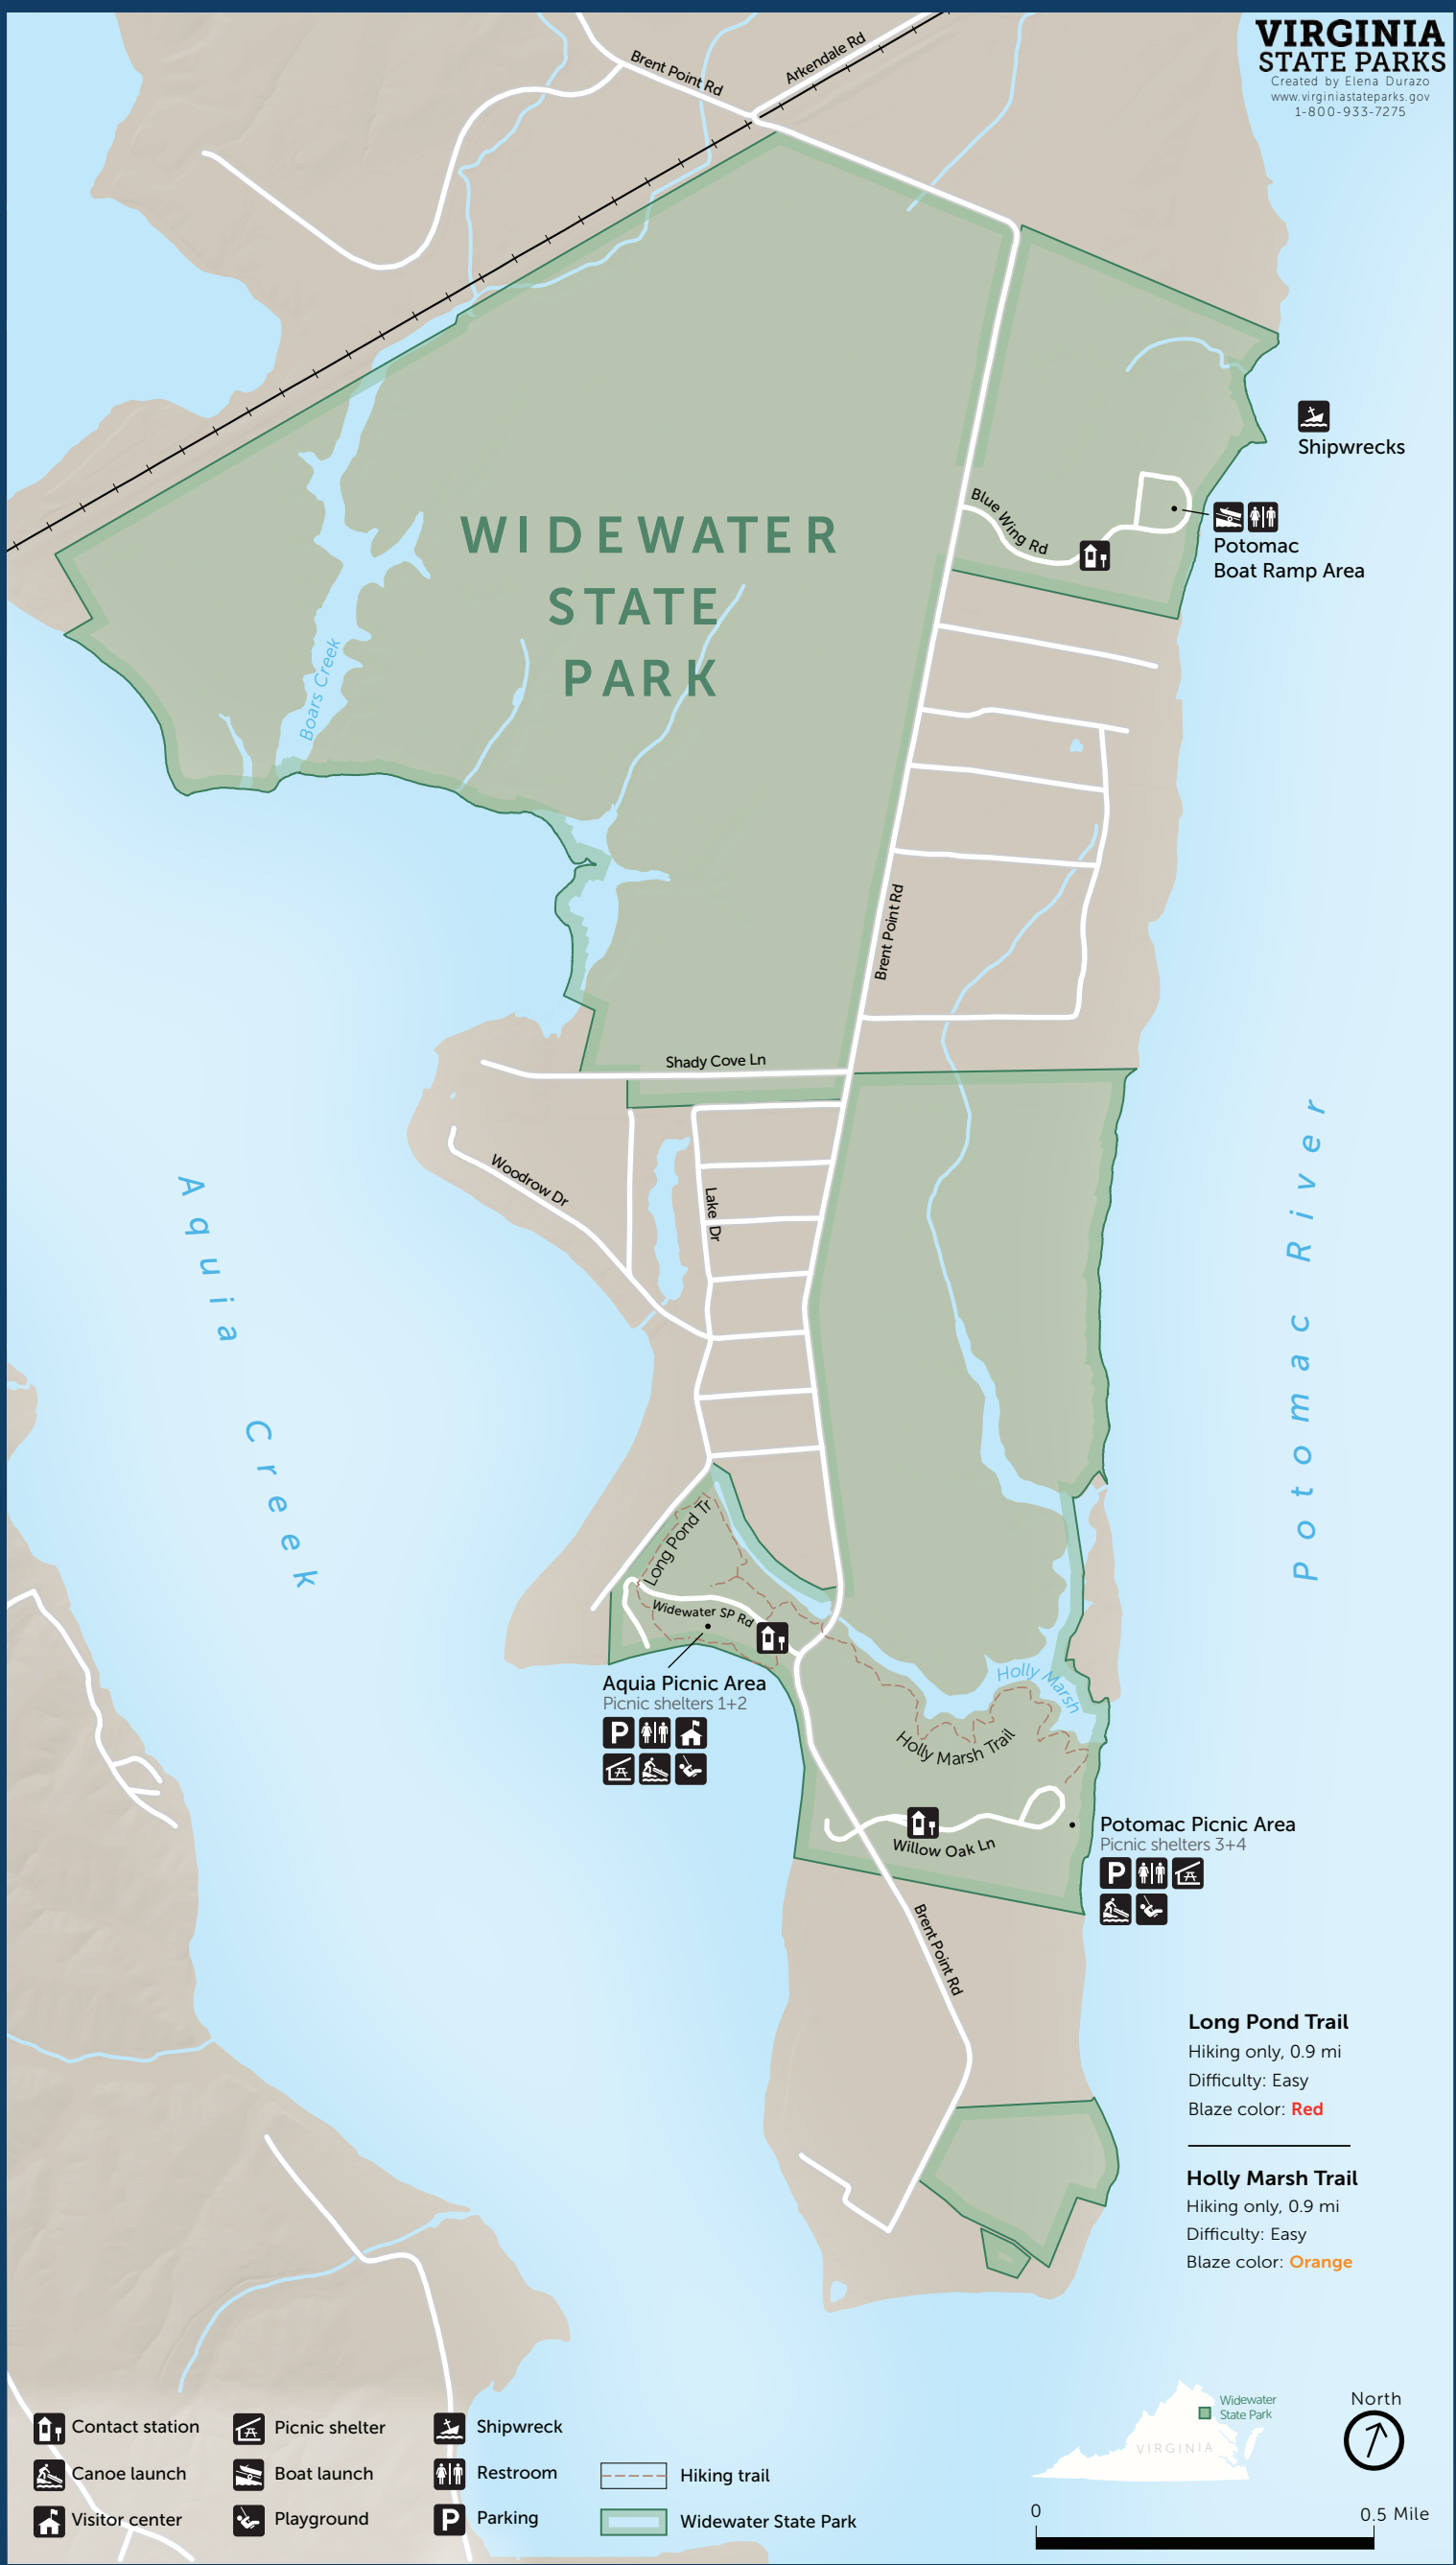 VIRGINIA
STATE PARKS
Created by Elena Durazo
www.virginiastateparks.gov
1-800-933-7275
Brent Point Rd
Arkendale Rd
Shipwrecks
Blue Wing Rd
Potomac
Boat Ramp Area
WIDEWATER
STATE
PARK
Boars Creek
Brent Point Rd
Shady Cove Ln
Woodrow Dr
Lake Dr
Aquia Creek
Potomac River
Long Pond Tr
Widewater SP Rd
Aquia Picnic Area
Picnic shelters 1+2
P
Holly Marsh
Holly Marsh Trail
Willow Oak Ln
Potomac Picnic Area
Picnic shelters 3+4
P
Brent Point Rd
Long Pond Trail
Hiking only, 0.9 mi
Difficulty: Easy
Blaze color: Red
Holly Marsh Trail
Hiking only, 0.9 mi
Difficulty: Easy
Blaze color: Orange
Contact station
Canoe launch
Visitor center
Picnic shelter
Boat launch
Playground
Shipwreck
Restroom
P Parking
Hiking trail
Widewater State Park
Widewater
State Park
VIRGINIA
North
0
0.5 Mile